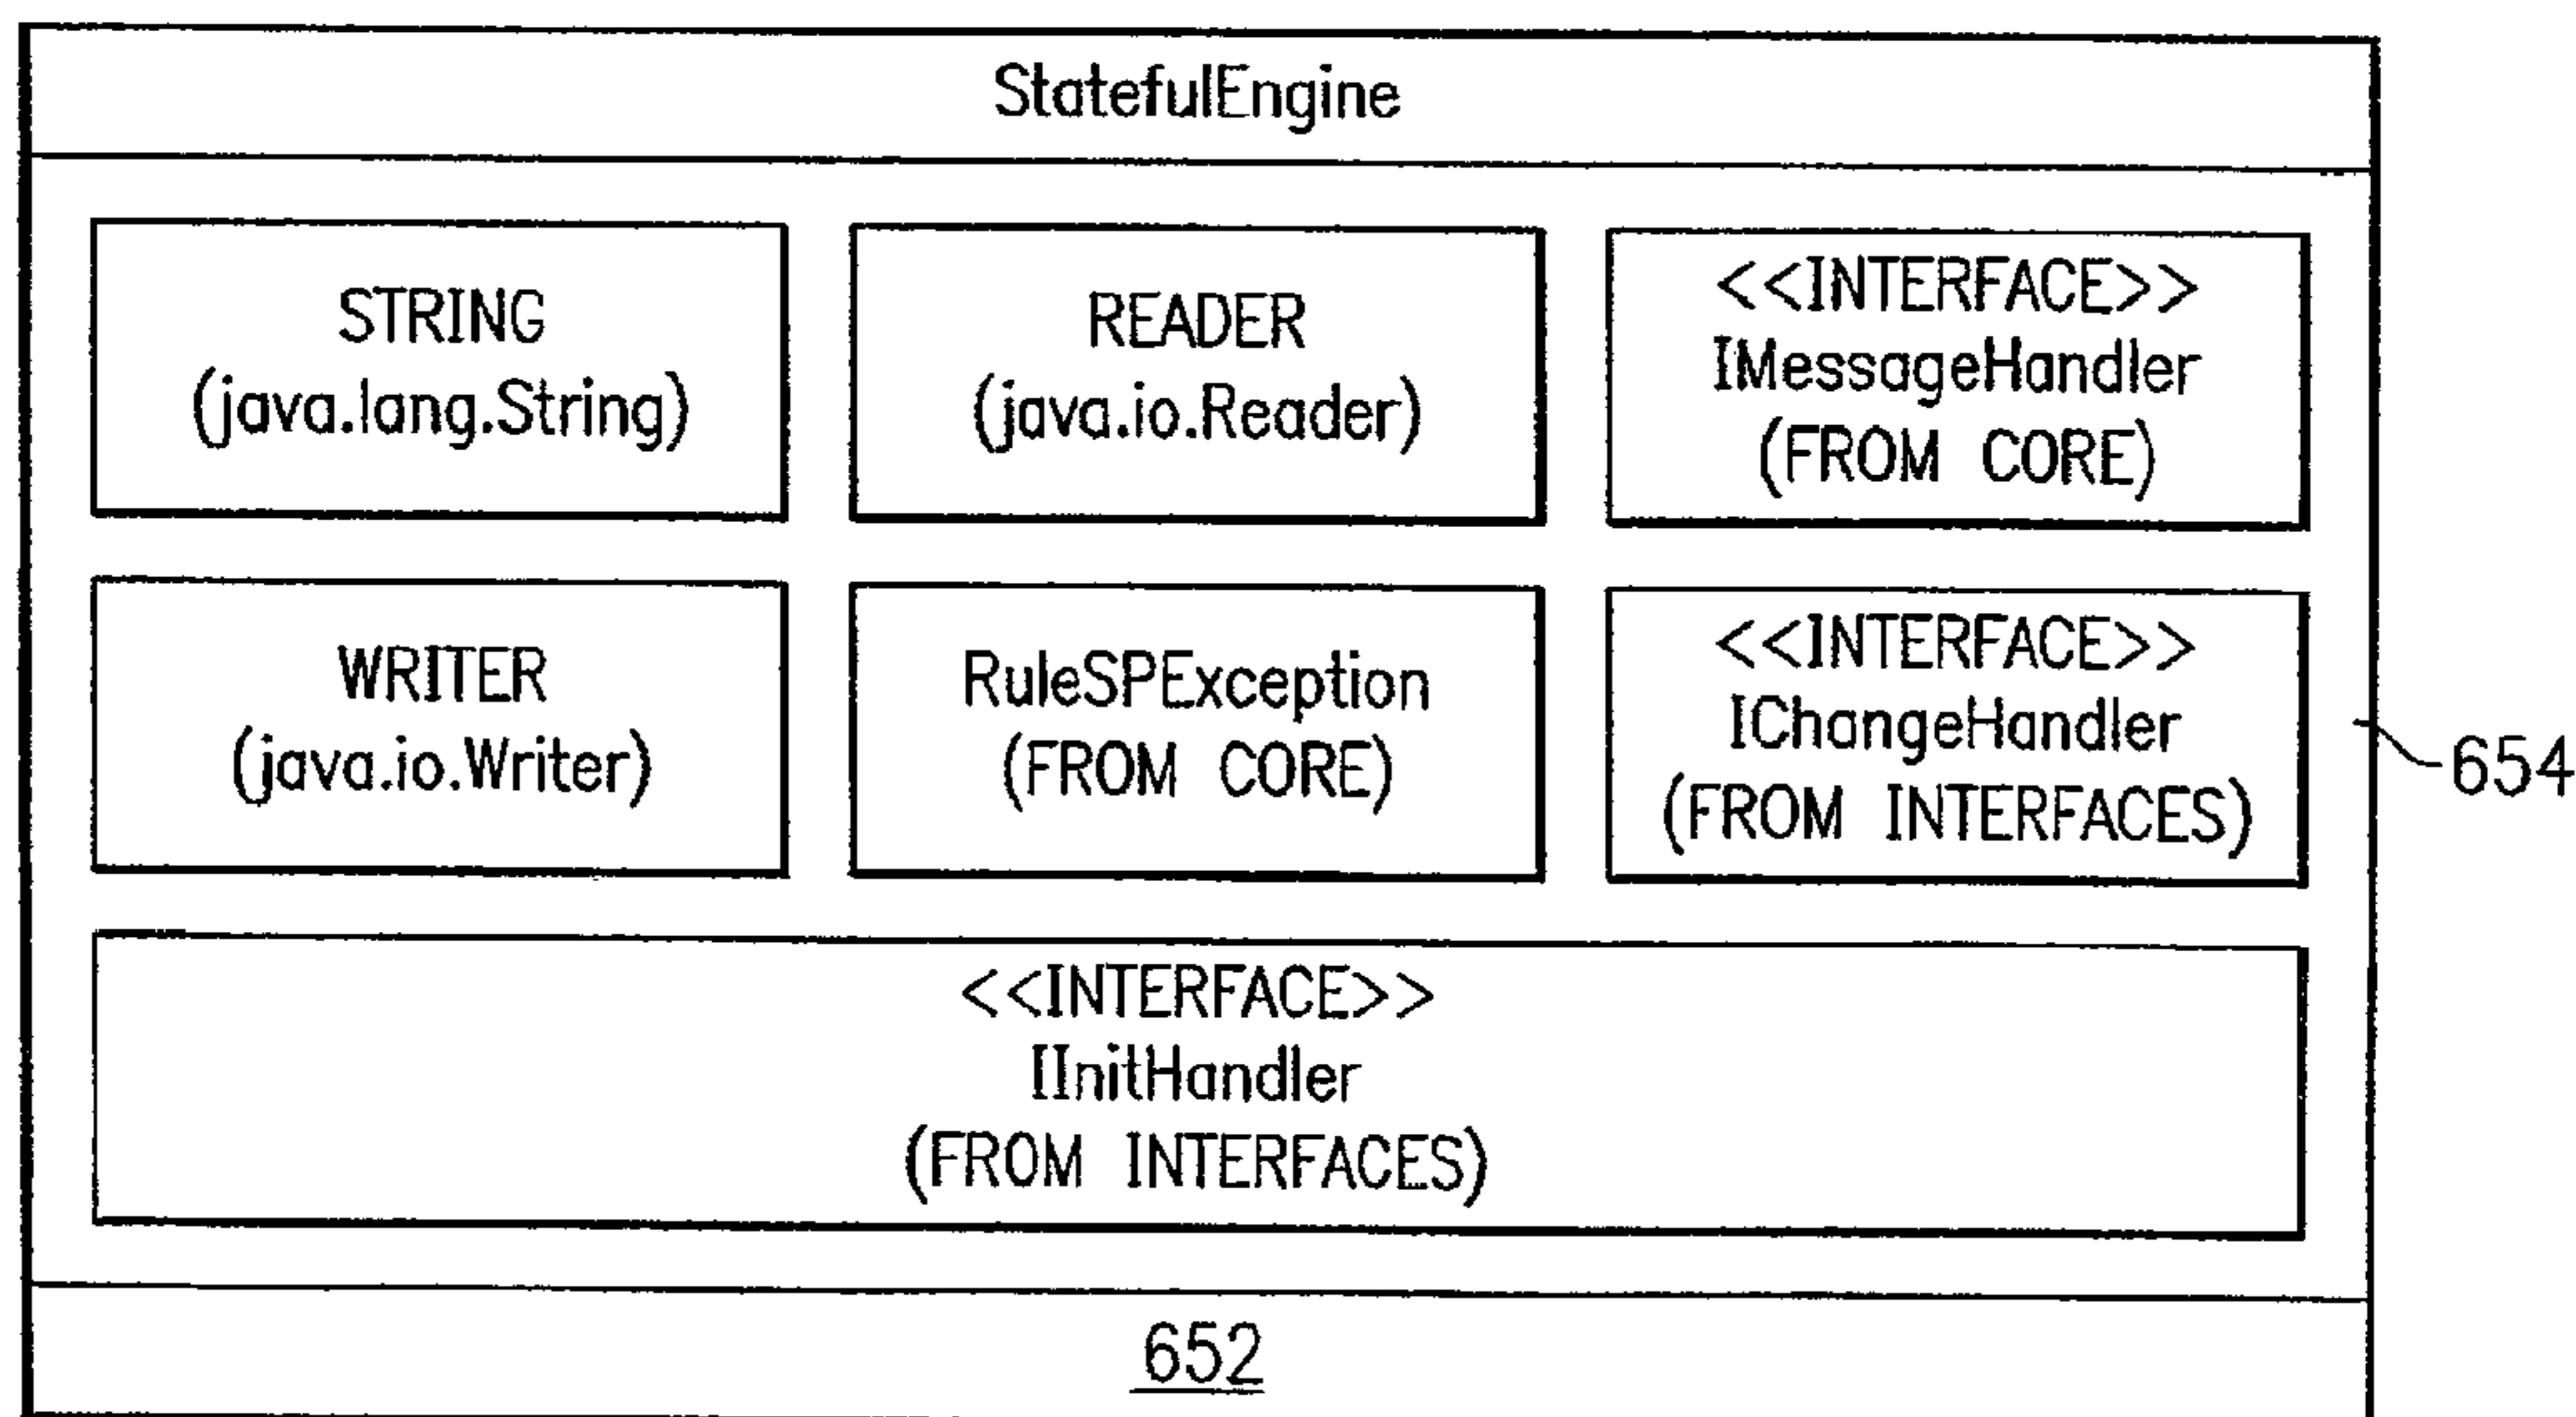 StatefulEngine
STRING
(java.lang.String)
READER
(java.io.Reader)
<<INTERFACE>>
IMessageHandler
(FROM CORE)
WRITER
(java.io.Writer)
RuleSPException
(FROM CORE)
<<INTERFACE>>
IChangeHandler
(FROM INTERFACES)
654
<<INTERFACE>>
IInitHandler
(FROM INTERFACES)
652